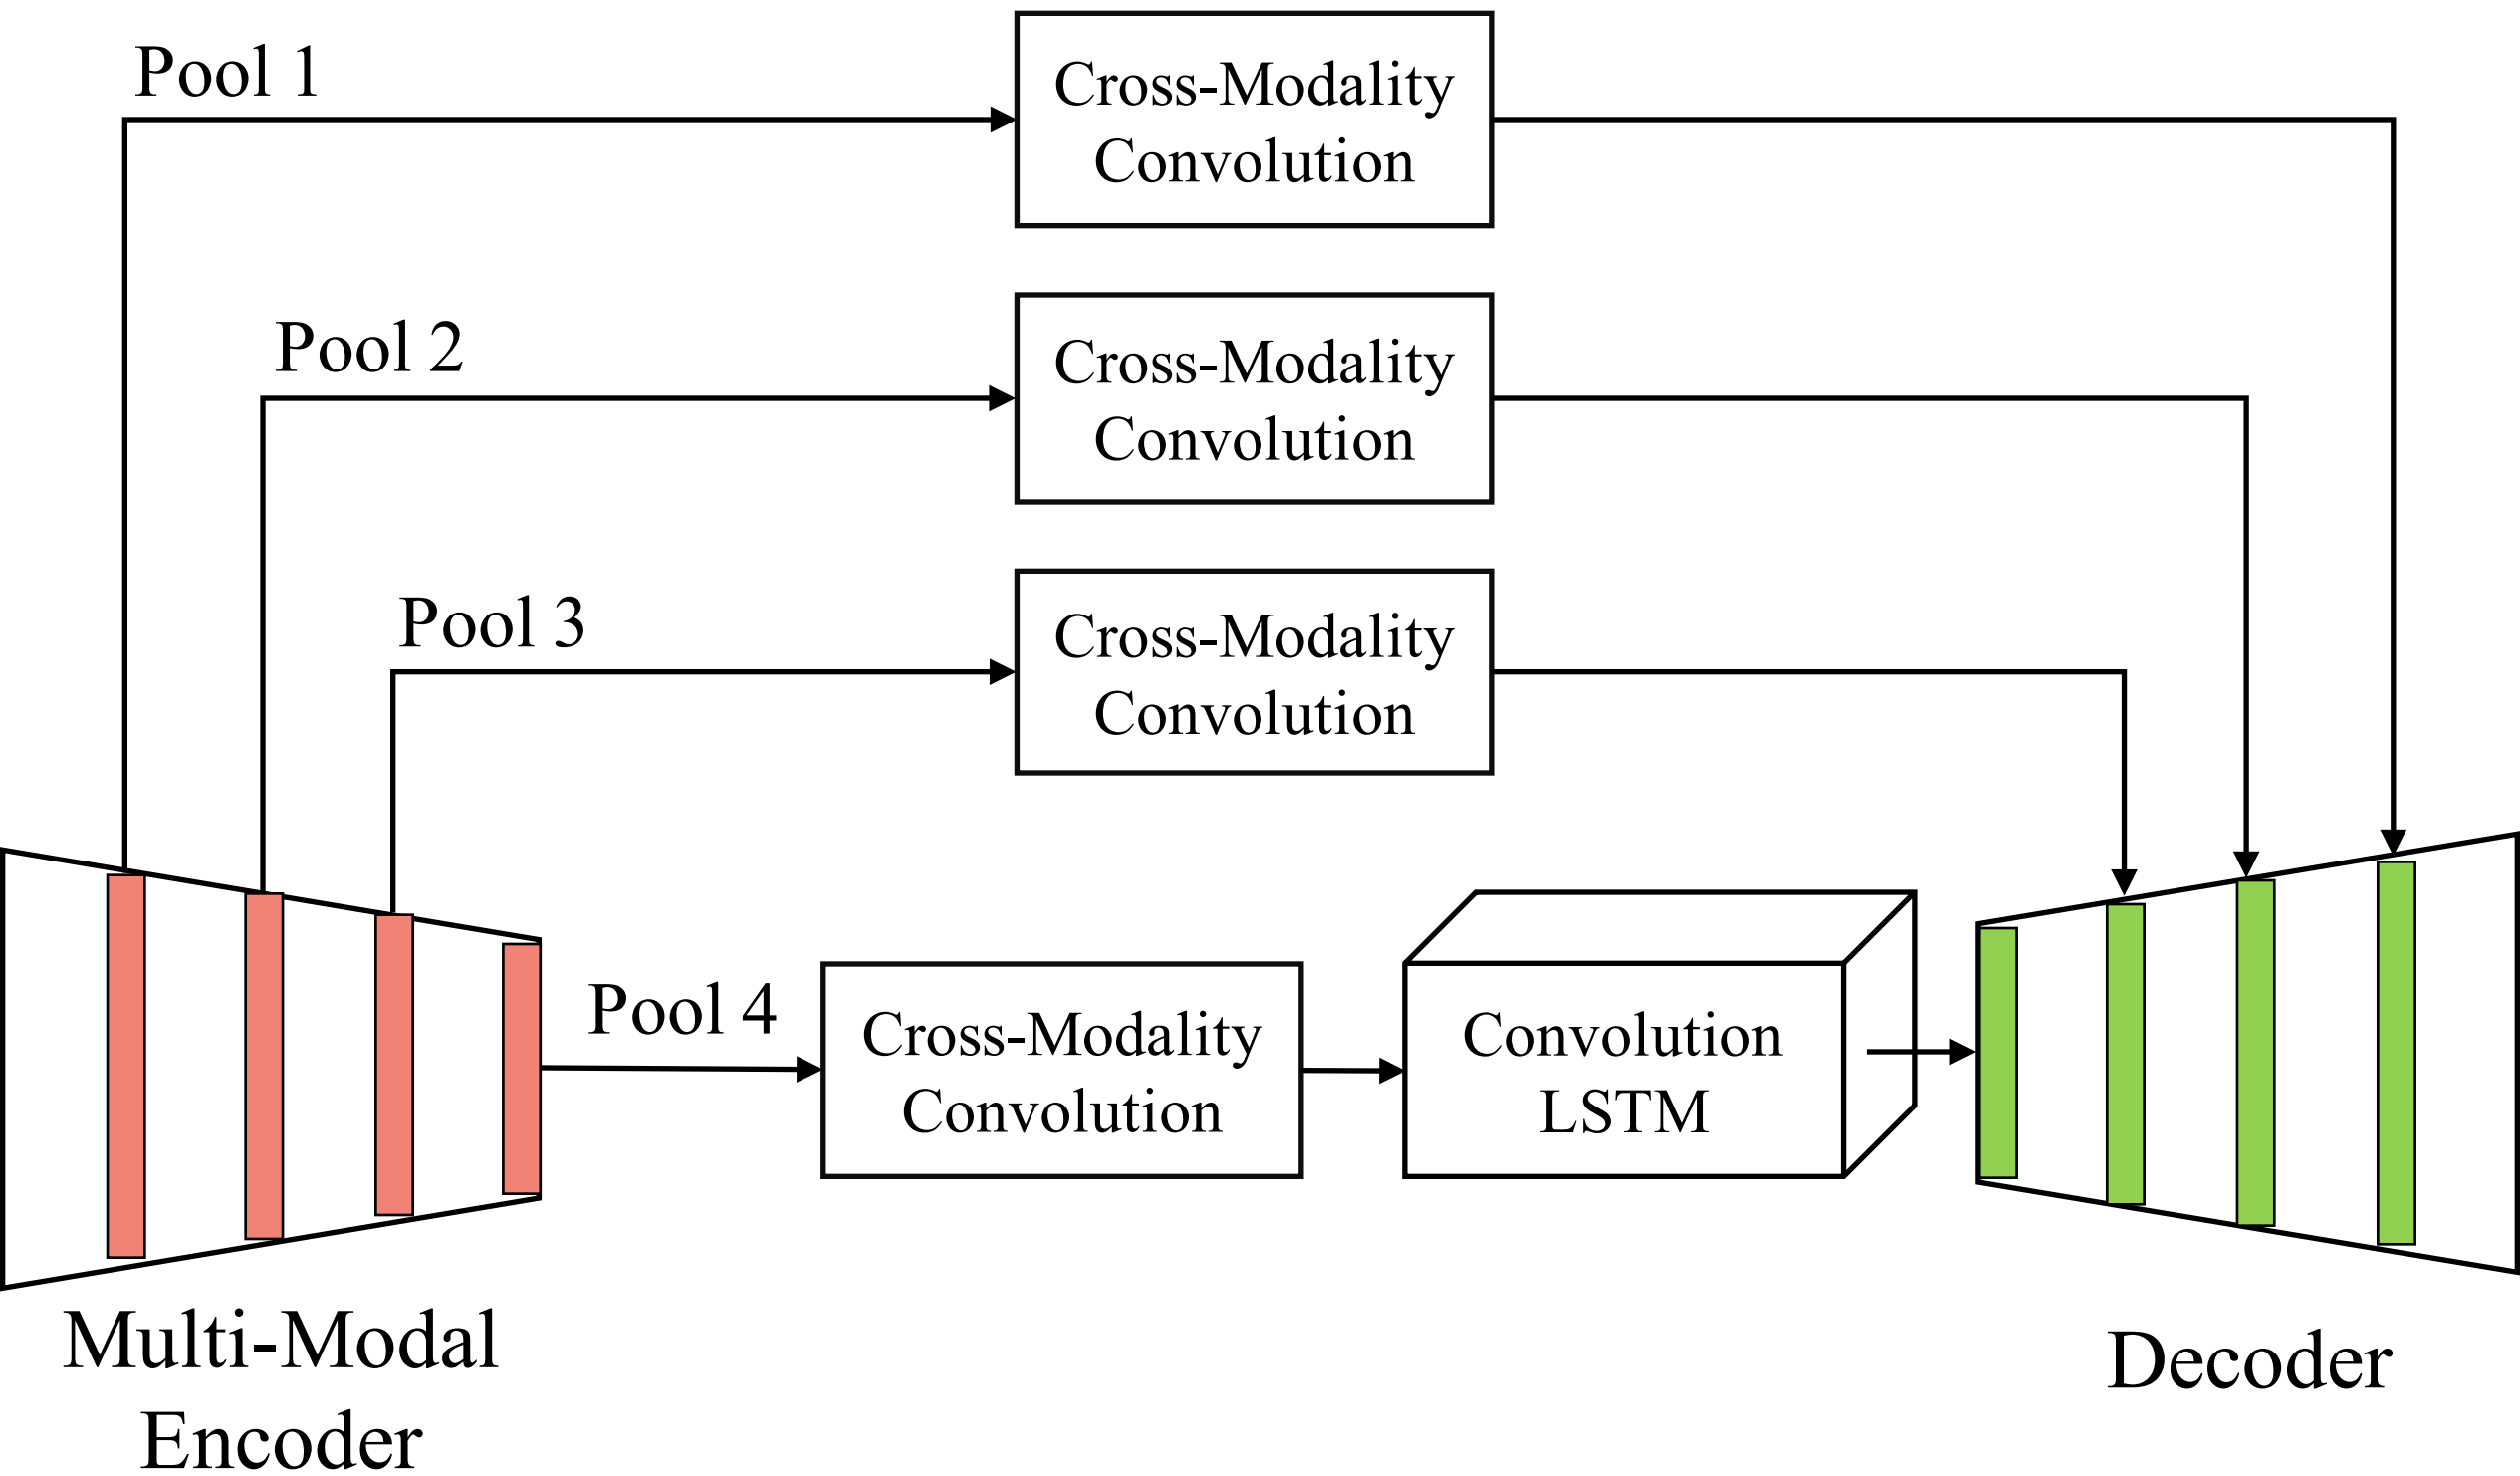 Pool 1
Cross-Modality
Convolution
Pool 2
Cross-Modality
Convolution
Pool 3
Cross-Modality
Convolution
Pool 4
Cross-Modality
Convolution
Convolution
LSTM
Multi-Modal
Encoder
Decoder